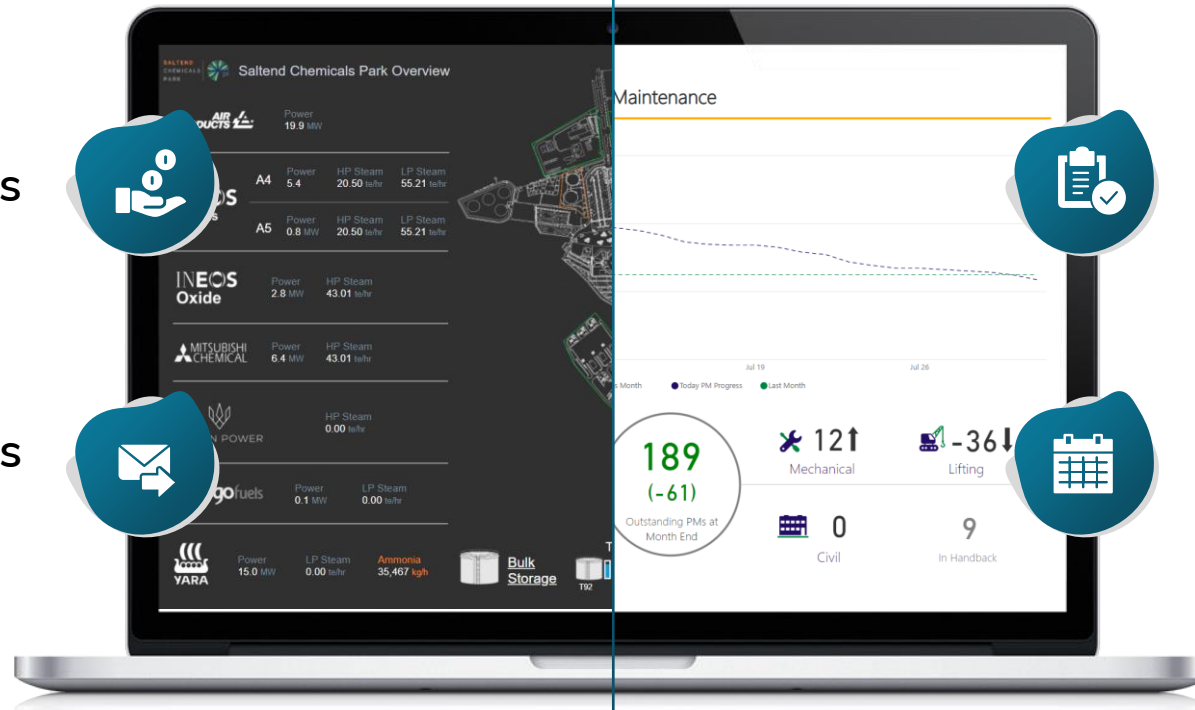 s
s
SALTEND
CHEMICALS
PARK
Saltend Chemicals Park Overview
AIR
DUCTS
Power
19.9 MW
OS
s
A4
Power
5.4
HP Steam
20.50 te/hr
LP Steam
55.21 te/hr
A5
Power
0.8 MW
HP Steam
20.50 te/hr
LP Steam
55.21 te/hr
INEOS
Oxide
Power
2.8 MW
HP Steam
43.01 te/hr
MITSUBISHI
CHEMICAL
Power
6.4 MW
HP Steam
43.01 te/hr
N POWER
HP Steam
0.00 te/hr
gofuels
Power
0.1 MW
LP Steam
0.00 te/hr
YARA
Power
15.0 MW
LP Steam
0.00 te/hr
Ammonia
35,467 kg/h
Bulk
Storage
T
T92
Maintenance
Jul 19
Jul 26
s Month
Today PM Progress
Last Month
189
(-61)
Outstanding PMs at
Month End
12↑
Mechanical
-36↓
Lifting
0
Civil
9
In Handback